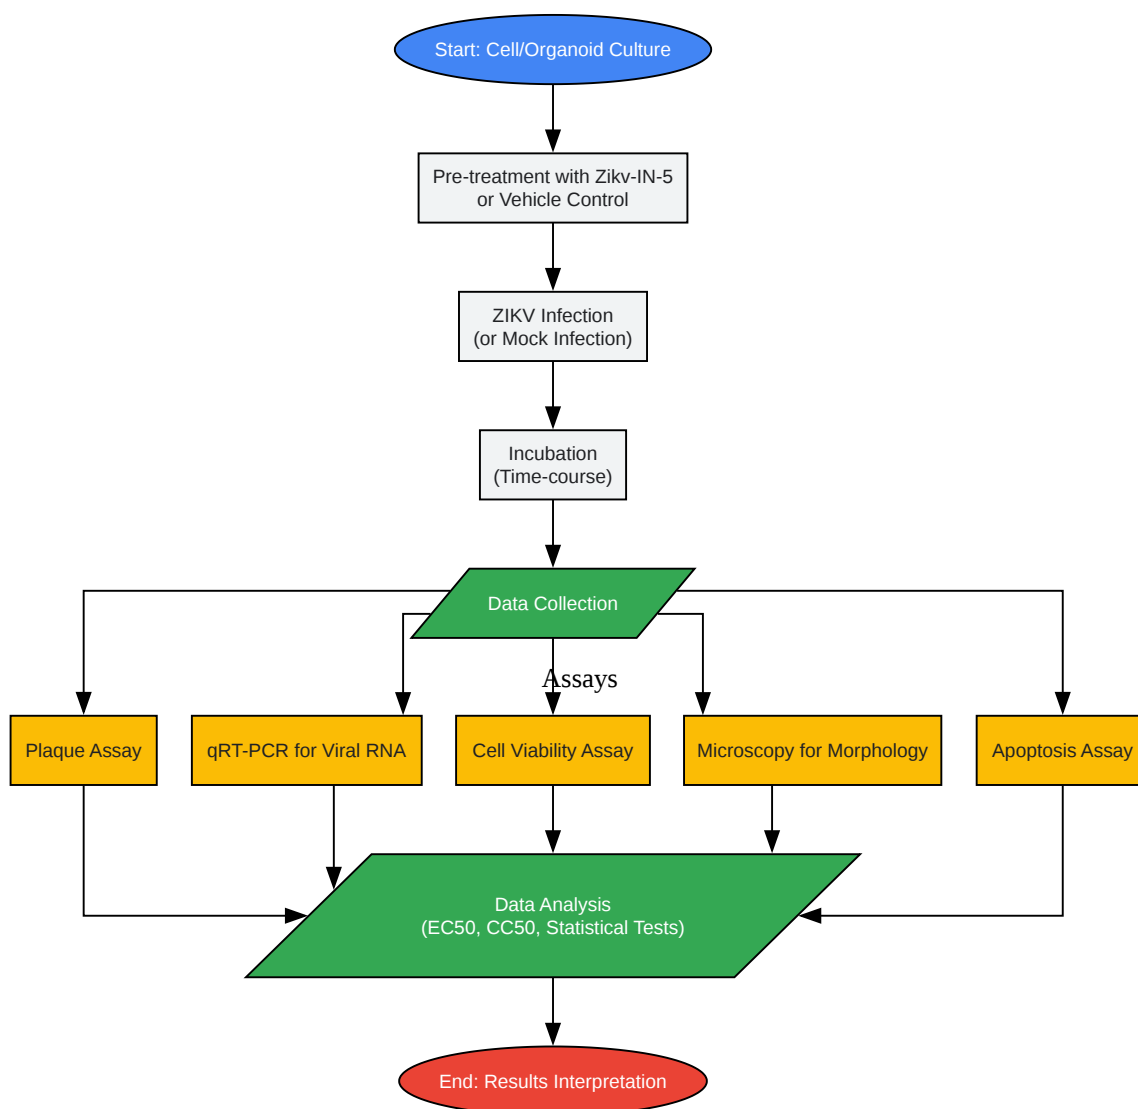 Start: Cell/Organoid Culture
Pre-treatment with Zikv-IN-5
or Vehicle Control
ZIKV Infection
(or Mock Infection)
Incubation
(Time-course)
Data Collection
Assays
Plaque Assay
qRT-PCR for Viral RNA
Cell Viability Assay
Microscopy for Morphology
Apoptosis Assay
Data Analysis
(EC50, CC50, Statistical Tests)
End: Results Interpretation